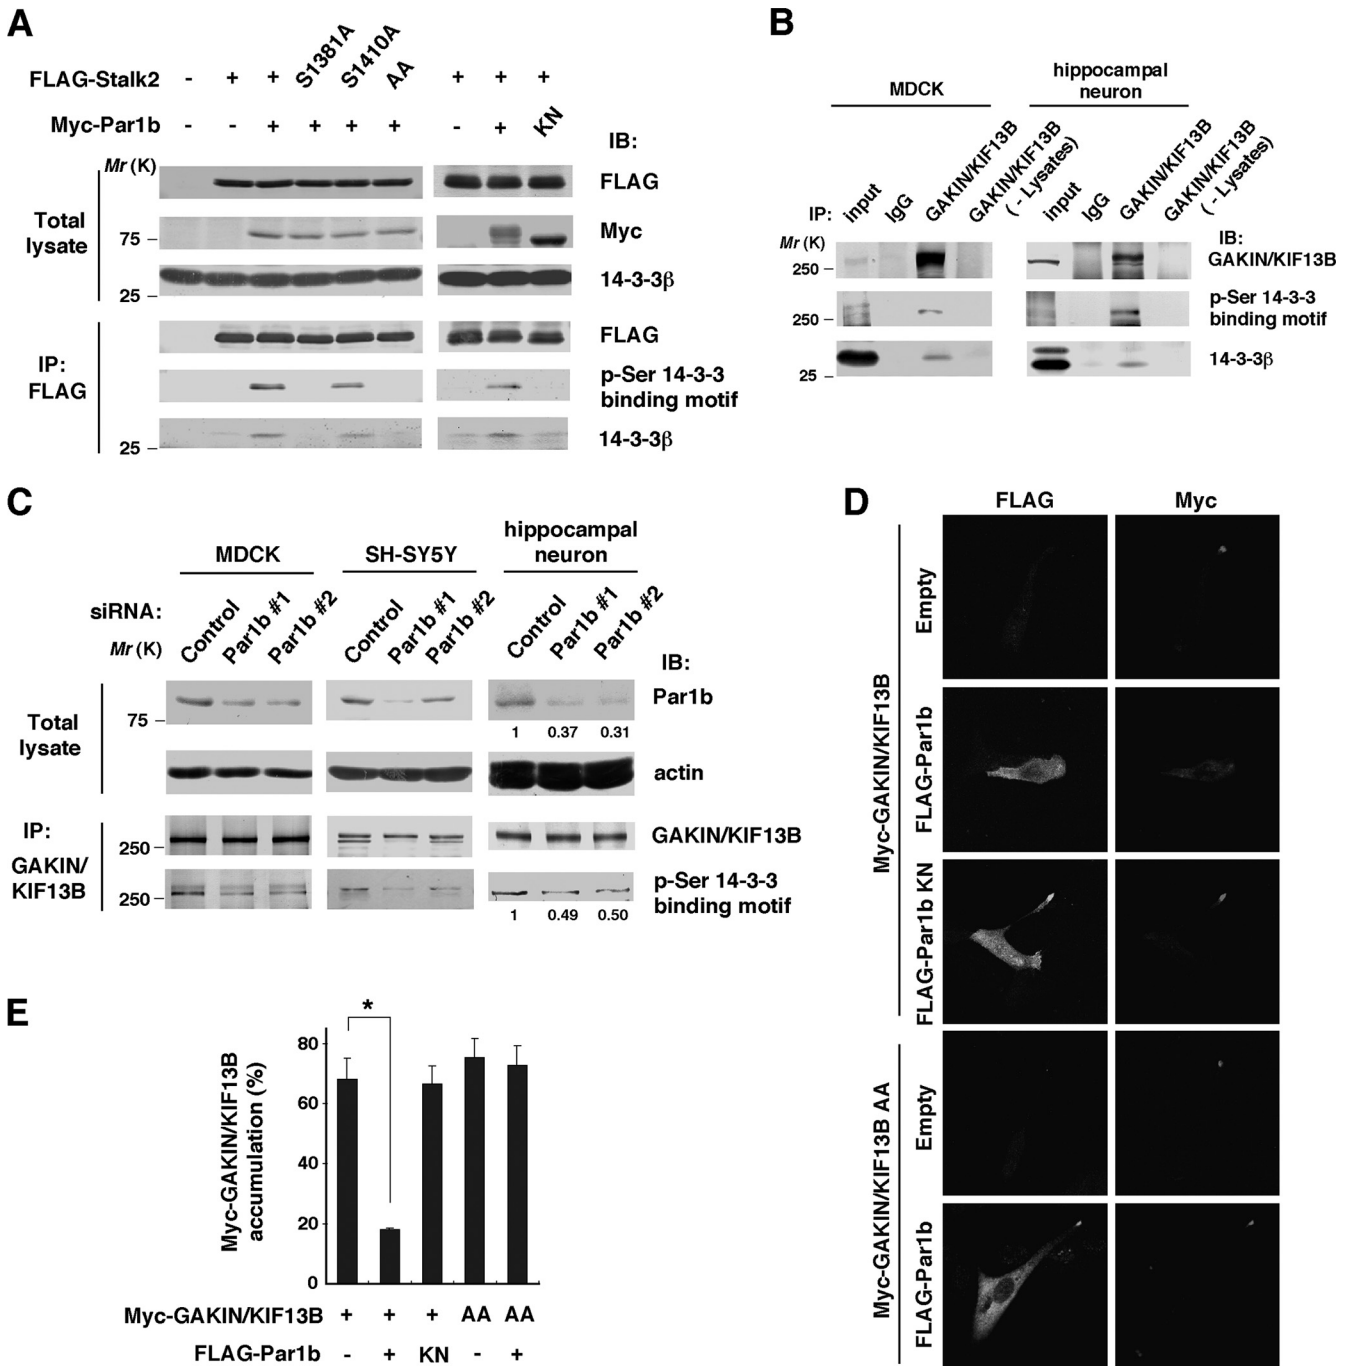 A
FLAG-Stalk2 - + + S1381A S1410A AA + + +
Myc-Par1b - - + + + + - + KN
Mr (K)
IB:
Total lysate
FLAG
75 – Myc
25 – 14-3-3β
IP: FLAG
FLAG
p-Ser 14-3-3 binding motif
25 – 14-3-3β
B
MDCK
hippocampal neuron
IP: input IgG GAKIN/KIF13B GAKIN/KIF13B (- Lysates) input IgG GAKIN/KIF13B GAKIN/KIF13B (- Lysates)
Mr (K)
IB:
250 – GAKIN/KIF13B
250 – p-Ser 14-3-3 binding motif
25 – 14-3-3β
C
MDCK SH-SY5Y hippocampal neuron
siRNA: Control Par1b #1 Par1b #2 Control Par1b #1 Par1b #2 Control Par1b #1 Par1b #2
Mr (K)
IB:
Total lysate
75 – Par1b
1 0.37 0.31
actin
IP: GAKIN/KIF13B
250 – GAKIN/KIF13B
250 – p-Ser 14-3-3 binding motif
1 0.49 0.50
D
FLAG Myc
Myc-GAKIN/KIF13B
Empty
FLAG-Par1b
FLAG-Par1b KN
Myc-GAKIN/KIF13B AA
Empty
FLAG-Par1b
E
*
Myc-GAKIN/KIF13B accumulation (%)
80
60
40
20
0
Myc-GAKIN/KIF13B + + + AA AA
FLAG-Par1b - + KN - +